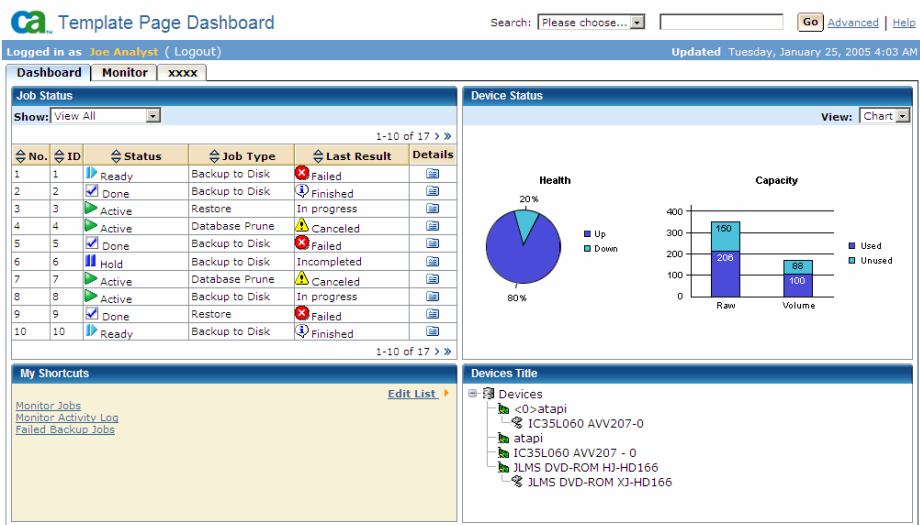 ca Template Page Dashboard
Search: Please choose... Go Advanced | Help
Logged in as Joe Analyst ( Logout)
Updated Tuesday, January 25, 2005 4:03 AM
Dashboard Monitor xxxx
Job Status
Show: View All
1-10 of 17 > »
No. ID Status Job Type Last Result Details
1 1 Ready Backup to Disk Failed
2 2 Done Backup to Disk Finished
3 3 Active Restore In progress
4 4 Active Database Prune Canceled
5 5 Done Backup to Disk Failed
6 6 Hold Backup to Disk Incompleted
7 7 Active Database Prune Canceled
8 8 Active Backup to Disk In progress
9 9 Done Restore Failed
10 10 Ready Backup to Disk Finished
1-10 of 17 > »
Device Status
View: Chart
Health
20%
80%
Up
Down
Capacity
400
300
200
100
0
150
206
88
100
Raw Volume
Used
Unused
My Shortcuts
Edit List
Monitor Jobs
Monitor Activity Log
Failed Backup Jobs
Devices Title
Devices
<0>atapi
IC35L060 AVV207-0
atapi
IC35L060 AVV207 - 0
JLMS DVD-ROM HJ-HD166
JLMS DVD-ROM XJ-HD166